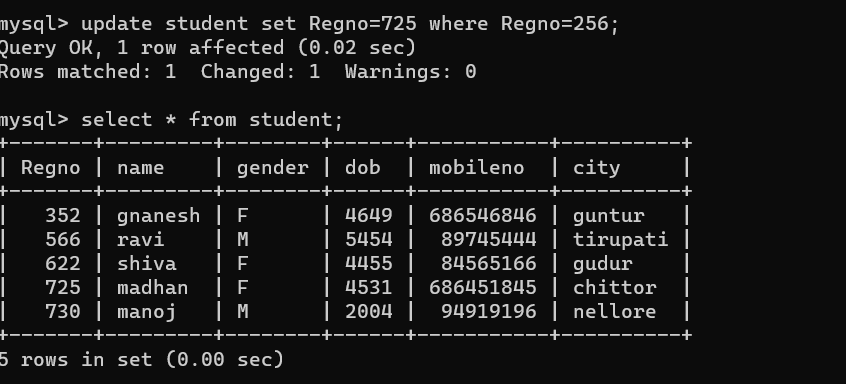 mysql> update student set Regno=725 where Regno=256;
Query OK, 1 row affected (0.02 sec)
Rows matched: 1  Changed: 1  Warnings: 0

mysql> select * from student;
+-------+---------+--------+------+-----------+----------+
| Regno | name    | gender | dob  | mobileno  | city     |
+-------+---------+--------+------+-----------+----------+
|   352 | gnanesh | F      | 4649 | 686546846 | guntur   |
|   566 | ravi    | M      | 5454 |  89745444 | tirupati |
|   622 | shiva   | F      | 4455 |  84565166 | gudur    |
|   725 | madhan  | F      | 4531 | 686451845 | chittor  |
|   730 | manoj   | M      | 2004 |  94919196 | nellore  |
+-------+---------+--------+------+-----------+----------+
5 rows in set (0.00 sec)